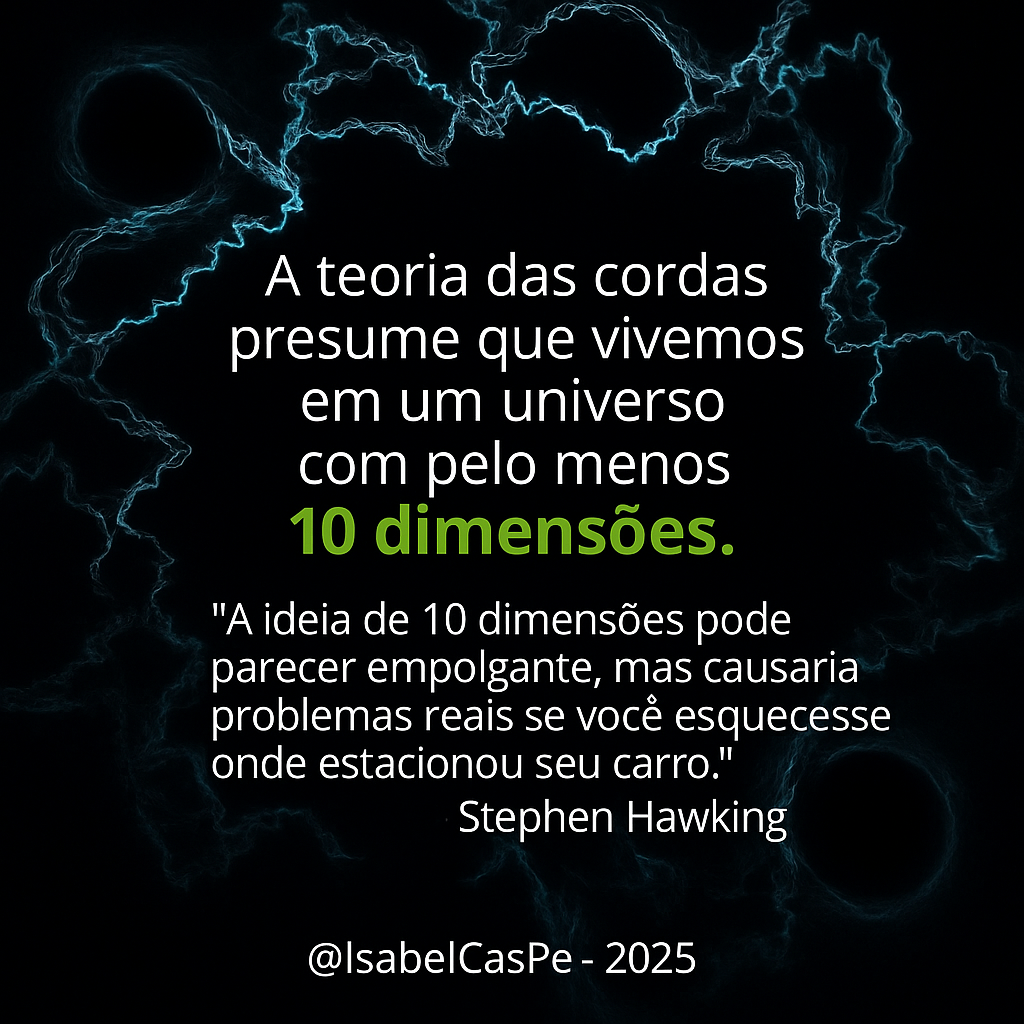 A teoria das cordas
presume que vivemos
em um universo
com pelo menos
10 dimensões.
"A ideia de 10 dimensões pode
parecer empolgante, mas causaria
problemas reais se você esquecesse
onde estacionou seu carro."
Stephen Hawking
@IsabelCasPe - 2025